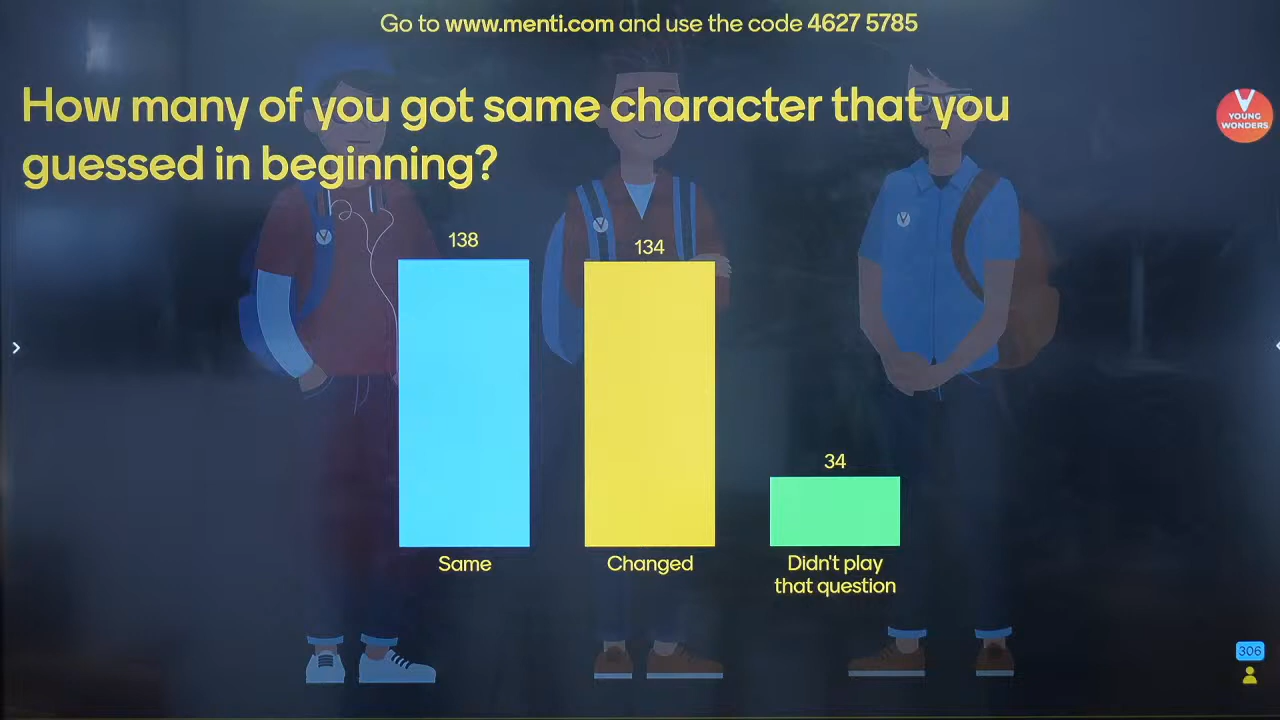 Go to www.menti.com and use the code 4627 5785
How many of you got same character that you
guessed in beginning?
V
YOUNG
WONDERS
138
134
34
Same
Changed
Didn't play
that question
306